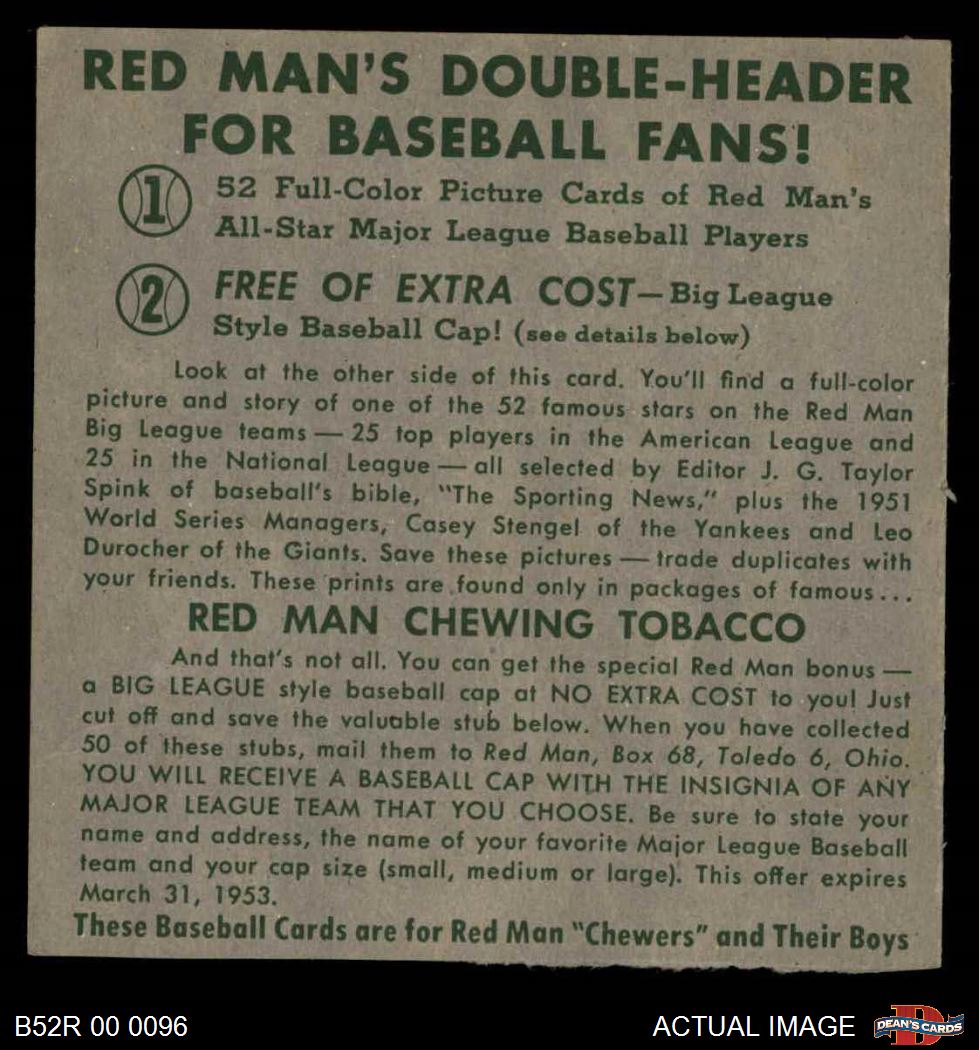 RED MAN'S DOUBLE-HEADER
FOR BASEBALL FANS!
1 52 Full-Color Picture Cards of Red Man's
All-Star Major League Baseball Players
2 FREE OF EXTRA COST—Big League
Style Baseball Cap! (see details below)
Look at the other side of this card. You'll find a full-color
picture and story of one of the 52 famous stars on the Red Man
Big League teams — 25 top players in the American League and
25 in the National League — all selected by Editor J. G. Taylor
Spink of baseball's bible, "The Sporting News," plus the 1951
World Series Managers, Casey Stengel of the Yankees and Leo
Durocher of the Giants. Save these pictures — trade duplicates with
your friends. These prints are found only in packages of famous...
RED MAN CHEWING TOBACCO
And that's not all. You can get the special Red Man bonus —
a BIG LEAGUE style baseball cap at NO EXTRA COST to you! Just
cut off and save the valuable stub below. When you have collected
50 of these stubs, mail them to Red Man, Box 68, Toledo 6, Ohio.
YOU WILL RECEIVE A BASEBALL CAP WITH THE INSIGNIA OF ANY
MAJOR LEAGUE TEAM THAT YOU CHOOSE. Be sure to state your
name and address, the name of your favorite Major League Baseball
team and your cap size (small, medium or large). This offer expires
March 31, 1953.
These Baseball Cards are for Red Man "Chewers" and Their Boys
B52R 00 0096
ACTUAL IMAGE
D
DEAN'S CARDS